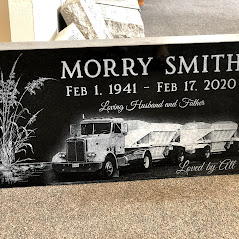 MORRY SMITH
FEB 1. 1941 - FEB 17. 2020
Loving Husband and Father
Loved by All